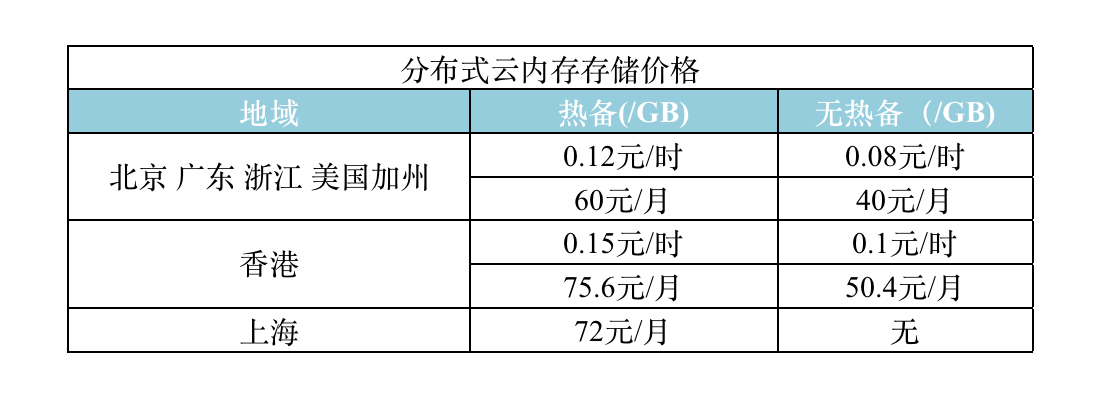 分布式云内存存储价格
地域 热备(/GB) 无热备（/GB)
北京 广东 浙江 美国加州 0.12元/时 0.08元/时
60元/月 40元/月
香港 0.15元/时 0.1元/时
75.6元/月 50.4元/月
上海 72元/月 无